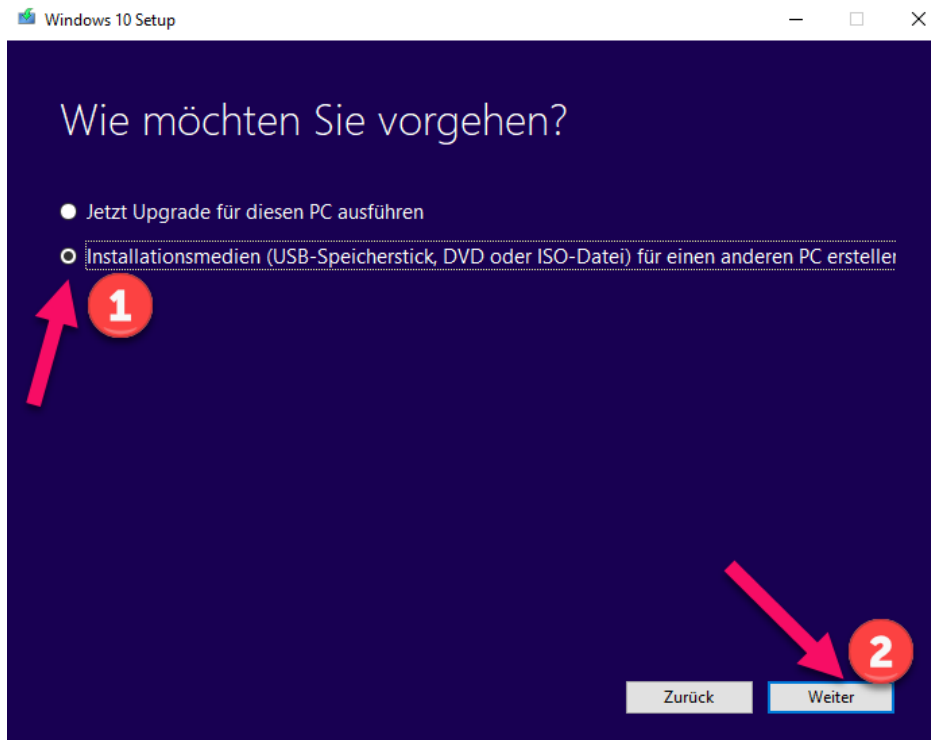 Windows 10 Setup
Wie möchten Sie vorgehen?
Jetzt Upgrade für diesen PC ausführen
Installationsmedien (USB-Speicherstick, DVD oder ISO-Datei) für einen anderen PC erstellen
1
2
Zurück
Weiter